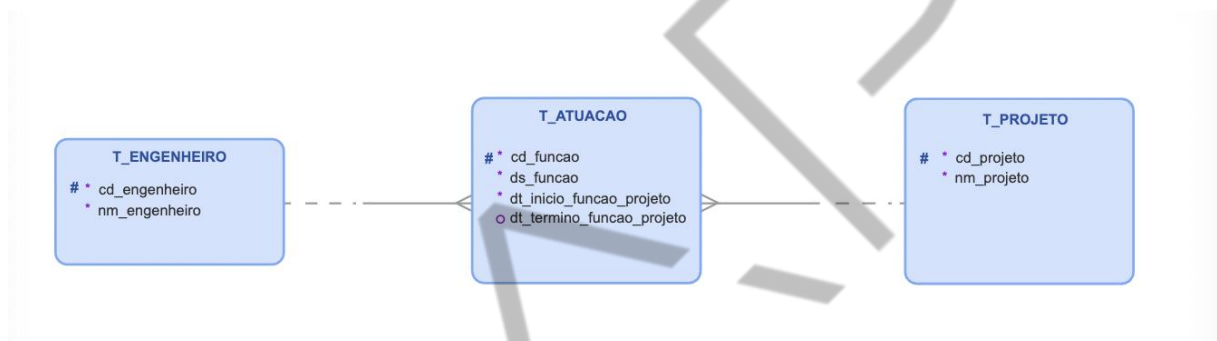 T_ENGENHEIRO
# * cd_engenheiro
* nm_engenheiro
T_ATUACAO
# * cd_funcao
* ds_funcao
* dt_inicio_funcao_projeto
o dt_termino_funcao_projeto
T_PROJETO
# * cd_projeto
* nm_projeto